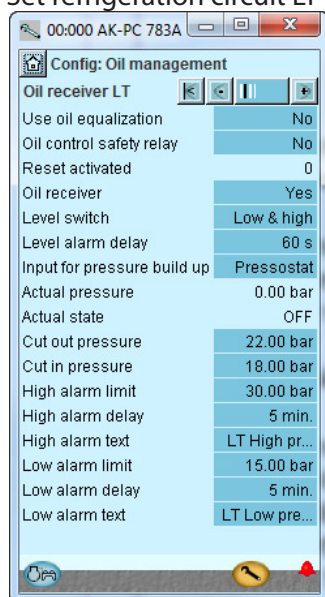 Set refrigeration circuit LT
00:000 AK-PC 783A
Config: Oil management
Oil receiver LT
Use oil equalization No
Oil control safety relay No
Reset activated 0
Oil receiver Yes
Level switch Low & high
Level alarm delay 60 s
Input for pressure build up Pressostat
Actual pressure 0.00 bar
Actual state OFF
Cut out pressure 22.00 bar
Cut in pressure 18.00 bar
High alarm limit 30.00 bar
High alarm delay 5 min.
High alarm text LT High pr...
Low alarm limit 15.00 bar
Low alarm delay 5 min.
Low alarm text LT Low pre...